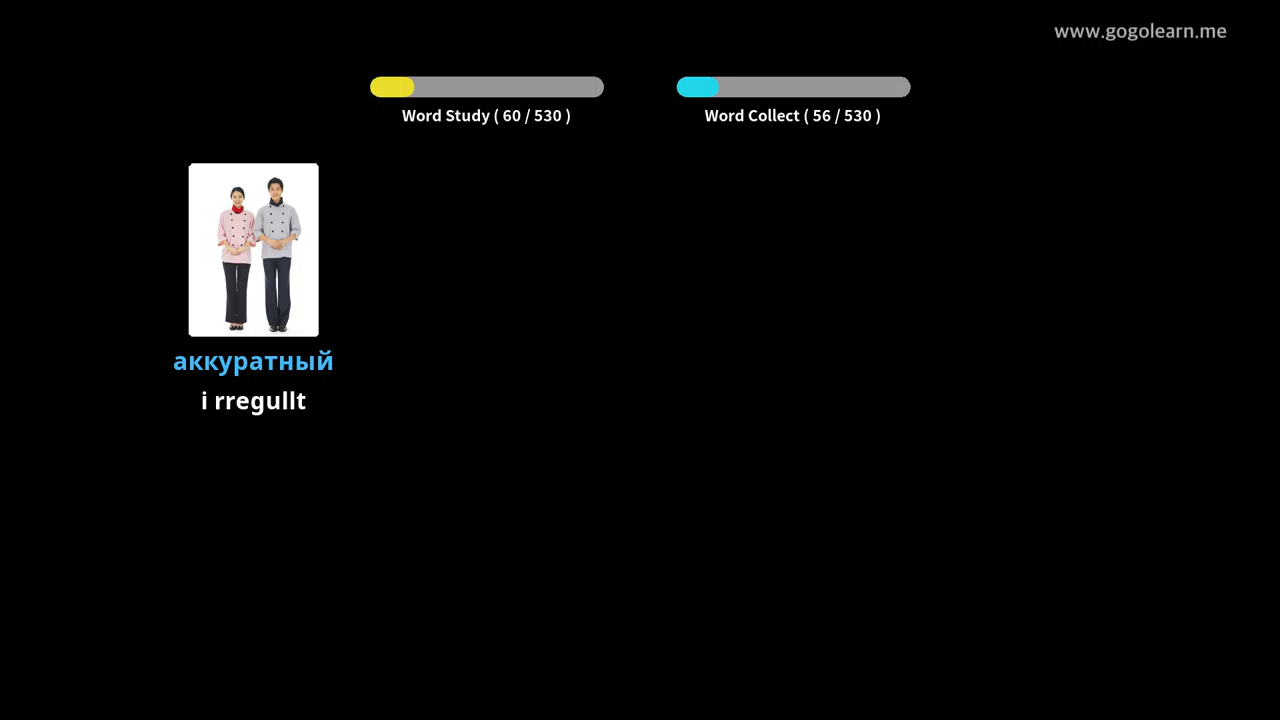 www.gogolearn.me
Word Study ( 60 / 530 )
Word Collect ( 56 / 530 )
аккуратный
i rregullt